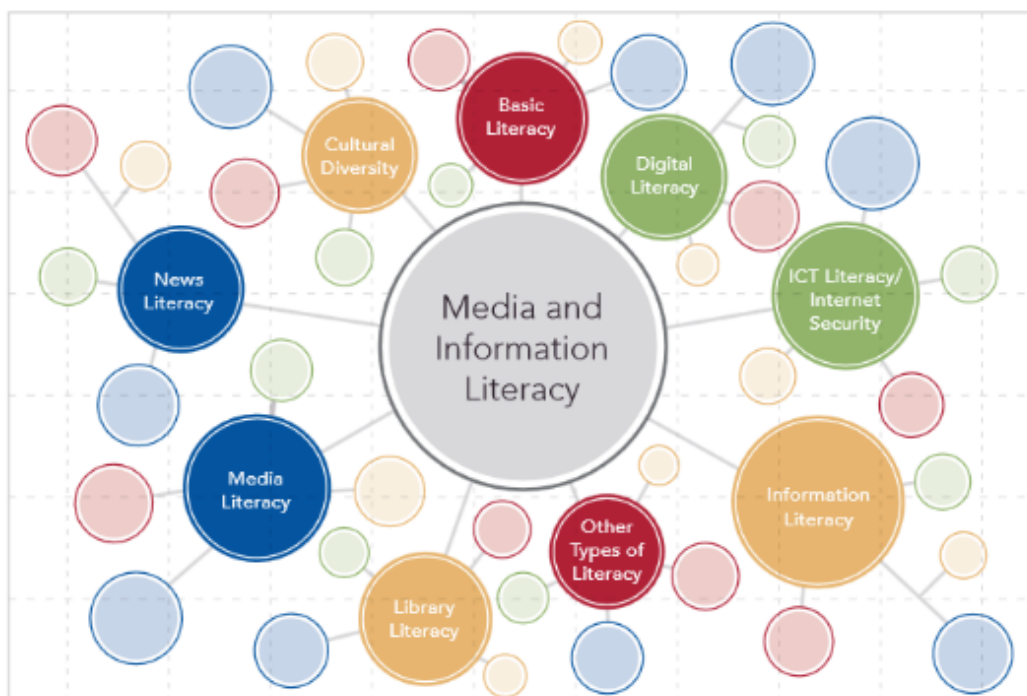 Basic
Literacy
Cultural
Diversity
Digital
Literacy
News
Literacy
ICT Literacy/
Internet
Security
Media and
Information
Literacy
Media
Literacy
Information
Literacy
Other
Types of
Literacy
Library
Literacy